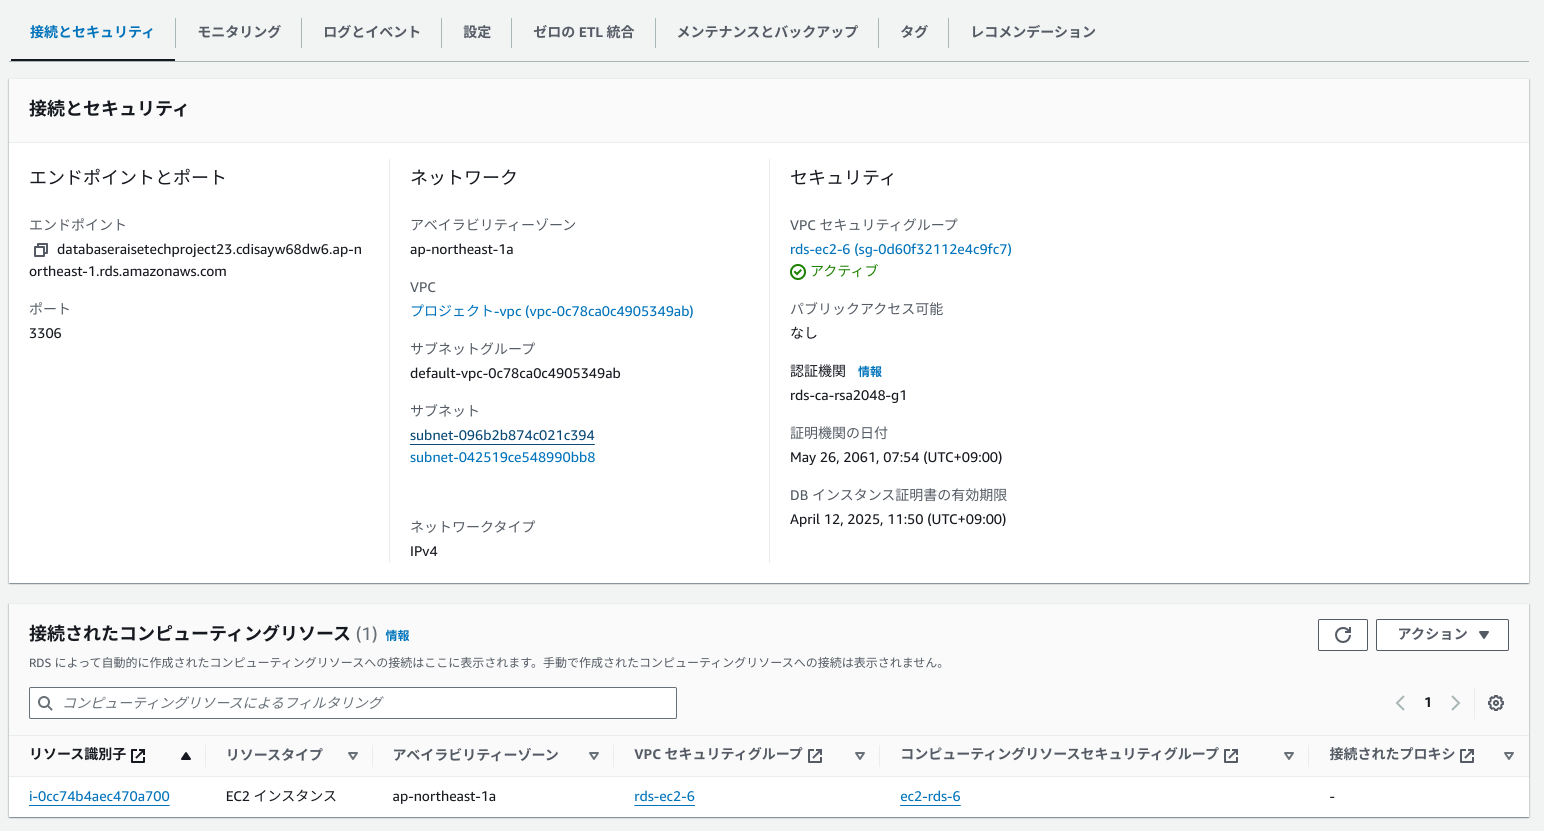 接続とセキュリティ
モニタリング
ログとイベント
設定
ゼロの ETL 統合
メンテナンスとバックアップ
タグ
レコメンデーション
接続とセキュリティ
エンドポイントとポート
エンドポイント
databaseraisetechproject23.cdisayw68dw6.ap-n
ortheast-1.rds.amazonaws.com
ポート
3306
ネットワーク
アベイラビリティーゾーン
ap-northeast-1a
VPC
プロジェクト-vpc (vpc-0c78ca0c4905349ab)
サブネットグループ
default-vpc-0c78ca0c4905349ab
サブネット
subnet-096b2b874c021c394
subnet-042519ce548990bb8
ネットワークタイプ
IPv4
セキュリティ
VPC セキュリティグループ
rds-ec2-6 (sg-0d60f32112e4c9fc7)
アクティブ
パブリックアクセス可能
なし
認証機関 情報
rds-ca-rsa2048-g1
証明機関の日付
May 26, 2061, 07:54 (UTC+09:00)
DB インスタンス証明書の有効期限
April 12, 2025, 11:50 (UTC+09:00)
接続されたコンピューティングリソース (1) 情報
アクション
RDS によって自動的に作成されたコンピューティングリソースへの接続はここに表示されます。手動で作成されたコンピューティングリソースへの接続は表示されません。
コンピューティングリソースによるフィルタリング
1
リソース識別子 リソースタイプ アベイラビリティーゾーン VPC セキュリティグループ コンピューティングリソースセキュリティグループ 接続されたプロキシ
i-0cc74b4aec470a700 EC2 インスタンス ap-northeast-1a rds-ec2-6 ec2-rds-6 -